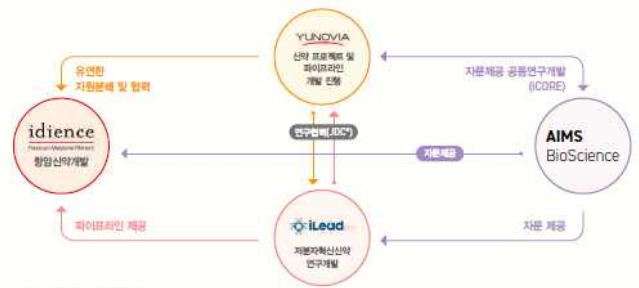 YUNOVIA
신약 프로젝트 및
파이프라인
개발 진행
유연한
자원분배 및 협력
자문제공 공동연구개발
(iCORE)
idience
항암신약개발
연구협력(JDC*)
자문제공
AIMS
BioScience
파이프라인 제공
iLead
저분자혁신신약
연구개발
자문 제공